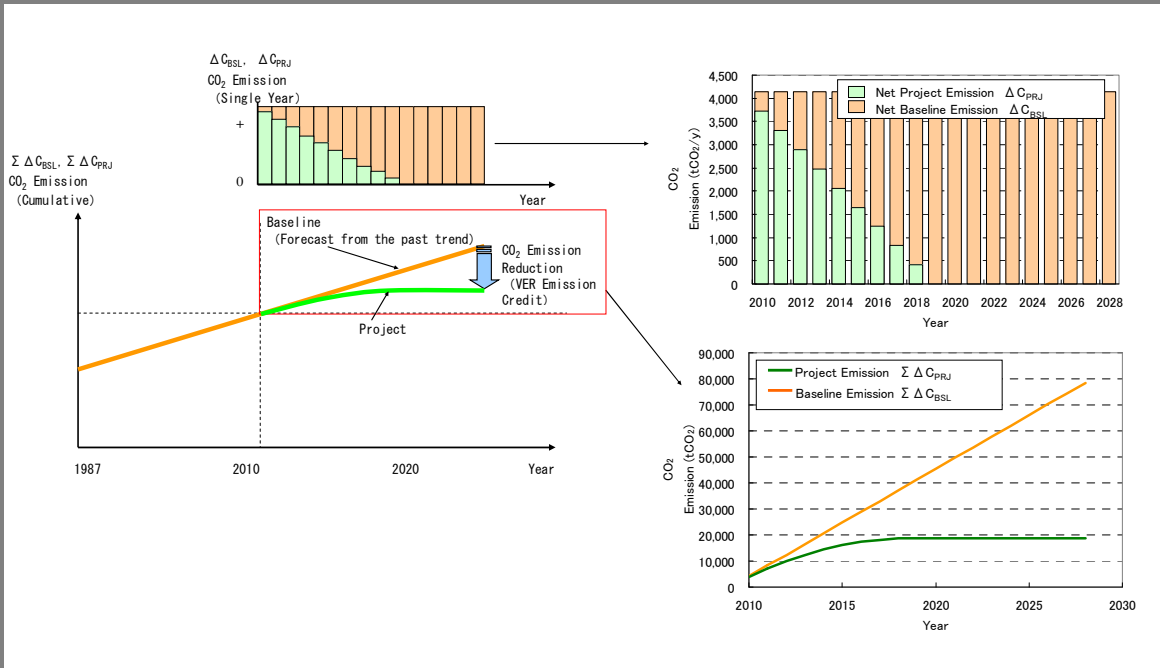 ΔC_BSL, ΔC_PRJ
CO₂ Emission
(Single Year)
+
0
Year
ΣΔC_BSL, ΣΔC_PRJ
CO₂ Emission
(Cumulative)
Baseline
(Forecast from the past trend)
CO₂ Emission
Reduction
(VER Emission
Credit)
Project
1987
2010
2020
Year
4,500
4,000
3,500
3,000
2,500
2,000
1,500
1,000
500
0
CO₂
Emission (tCO₂/y)
Net Project Emission ΔC_PRJ
Net Baseline Emission ΔC_BSL
2010 2012 2014 2016 2018 2020 2022 2024 2026 2028
Year
90,000
80,000
70,000
60,000
50,000
40,000
30,000
20,000
10,000
0
CO₂
Emission (tCO₂)
Project Emission ΣΔC_PRJ
Baseline Emission ΣΔC_BSL
2010 2015 2020 2025 2030
Year